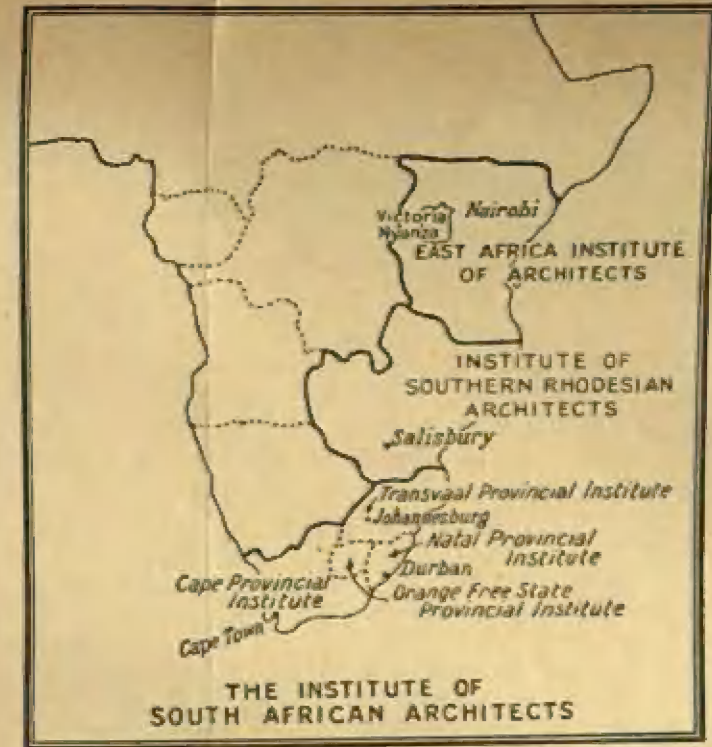 Victoria
Nyanza
Nairobi
EAST AFRICA INSTITUTE
OF ARCHITECTS
INSTITUTE OF
SOUTHERN RHODESIAN
ARCHITECTS
Salisbury
Transvaal Provincial Institute
Johannesburg
Natal Provincial
Institute
Durban
Cape Provincial
Institute
Orange Free State
Provincial Institute
Cape Town
THE INSTITUTE OF
SOUTH AFRICAN ARCHITECTS